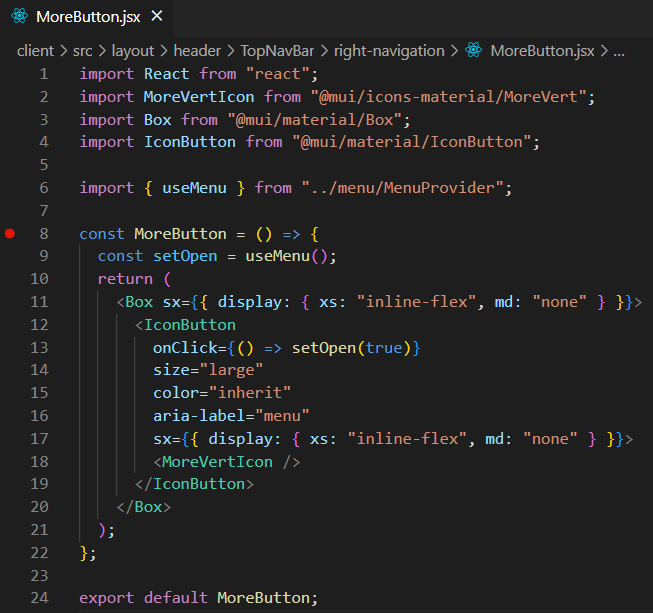 MoreButton.jsx ×
client > src > layout > header > TopNavBar > right-navigation > MoreButton.jsx > ...
1 import React from "react";
2 import MoreVertIcon from "@mui/icons-material/MoreVert";
3 import Box from "@mui/material/Box";
4 import IconButton from "@mui/material/IconButton";
5
6 import { useMenu } from "../menu/MenuProvider";
7
8 const MoreButton = () => {
9   const setOpen = useMenu();
10   return (
11     <Box sx={{ display: { xs: "inline-flex", md: "none" } }}>
12       <IconButton
13         onClick={() => setOpen(true)}
14         size="large"
15         color="inherit"
16         aria-label="menu"
17         sx={{ display: { xs: "inline-flex", md: "none" } }}>
18         <MoreVertIcon />
19       </IconButton>
20     </Box>
21   );
22 };
23
24 export default MoreButton;